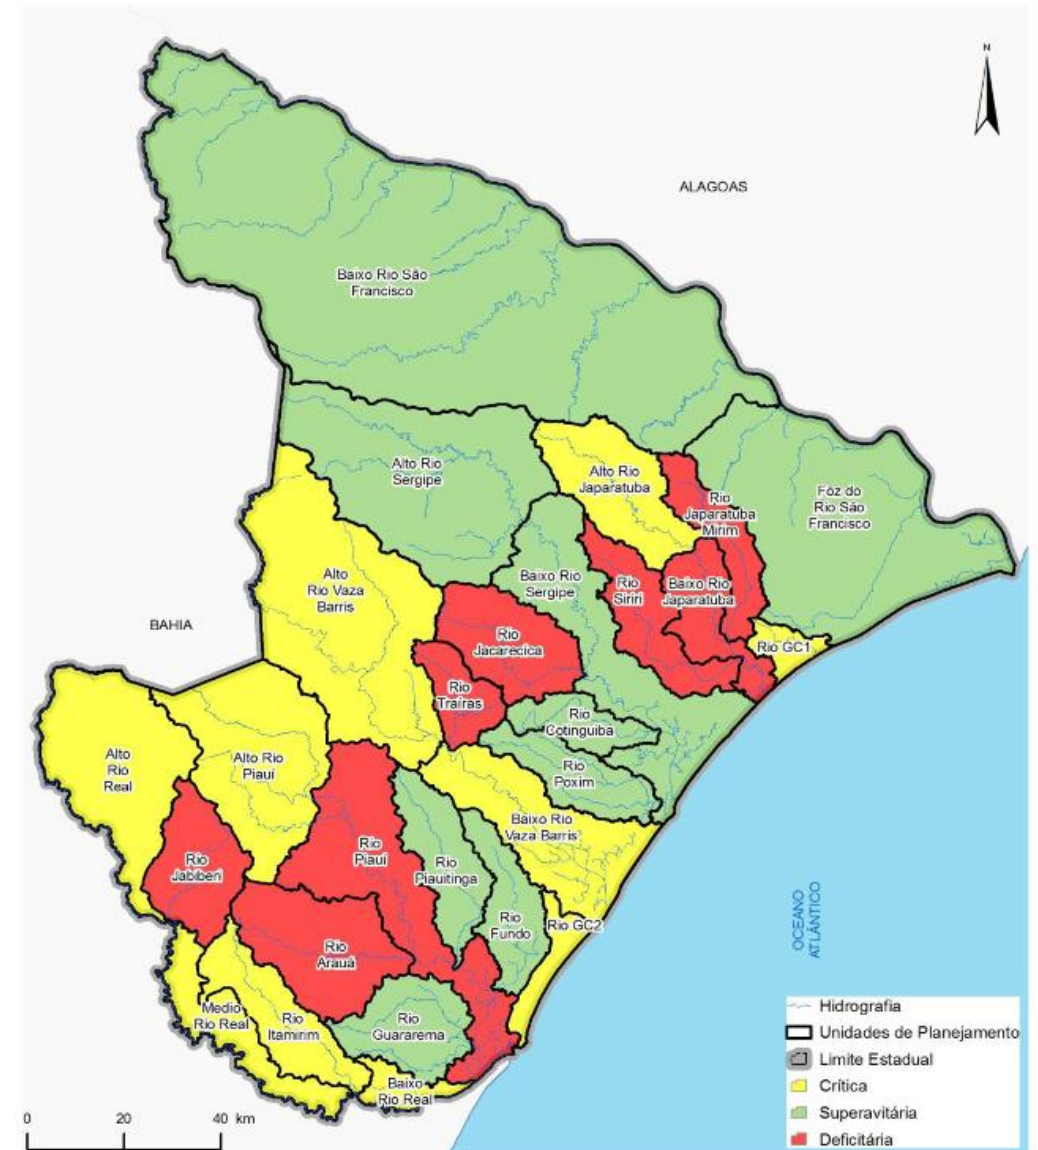 N
ALAGOAS
Baixo Rio São
Francisco
Alto Rio
Sergipe
Alto Rio
Japaratuba
Rio
Japaratuba
Mirim
Foz do
Rio São
Francisco
Alto
Rio Vaza
Barris
Baixo Rio
Sergipe
Rio
Siriri
Baixo Rio
Japaratuba
BAHIA
Rio
Jacarecica
Rio GC1
Rio
Traíras
Rio
Cotinguiba
Alto
Rio
Real
Alto Rio
Piauí
Rio
Poxim
Baixo Rio
Vaza Barris
Rio
Jabiberi
Rio
Piauí
Rio
Piauitinga
Rio
Fundo
Rio GC2
OCEANO
ATLÂNTICO
Rio
Arauá
Medio
Rio Real
Rio
Itamirim
Rio
Guararema
Baixo
Rio Real
Hidrografia
Unidades de Planejamento
Limite Estadual
Crítica
Superavitária
Deficitária
0 20 40 km